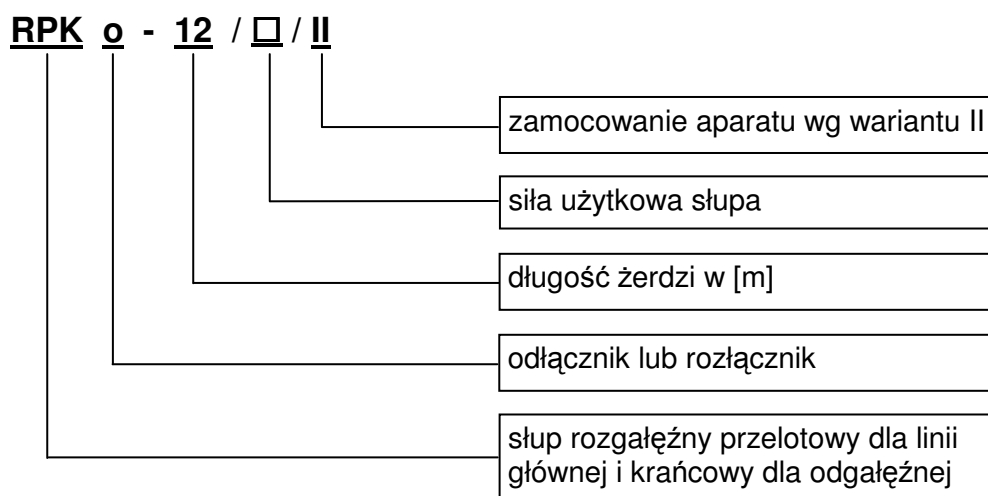 RPK o - 12 / □ / II
zamocowanie aparatu wg wariantu II
siła użytkowa słupa
długość żerdzi w [m]
odłącznik lub rozłącznik
słup rozgałęźny przelotowy dla linii
głównej i krańcowy dla odgałęźnej